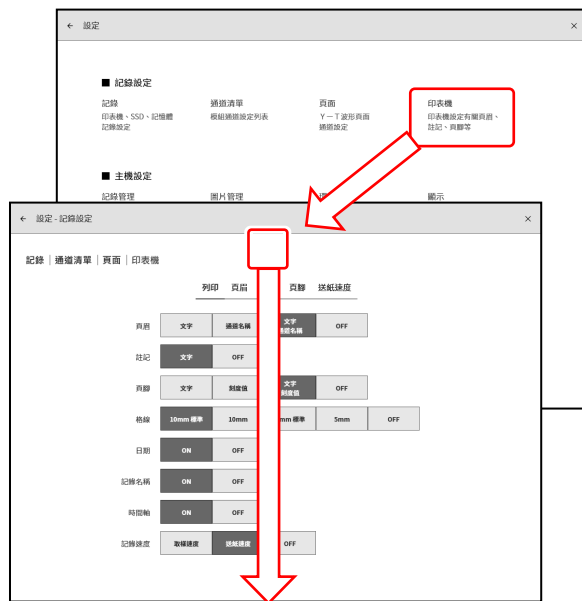 ← 設定 ×
■ 記錄設定
記錄 通道清單 頁面 印表機
印表機、SSD、記憶體 模組通道設定列表 Y－T波形頁面 印表機設定有關頁眉、
記錄設定 通道設定 註記、頁腳等
■ 主機設定
記錄管理 圖片管理 顯示
← 設定 - 記錄設定 ×
記錄｜通道清單｜頁面｜印表機
列印 頁眉 頁腳 送紙速度
頁眉 文字 通道名稱 文字 OFF
通道名稱
註記 文字 OFF
頁腳 文字 刻度值 文字 OFF
刻度值
格線 10mm 標準 10mm mm 標準 5mm OFF
日期 ON OFF
記錄名稱 ON OFF
時間軸 ON OFF
記錄速度 取樣速度 送紙速度 OFF